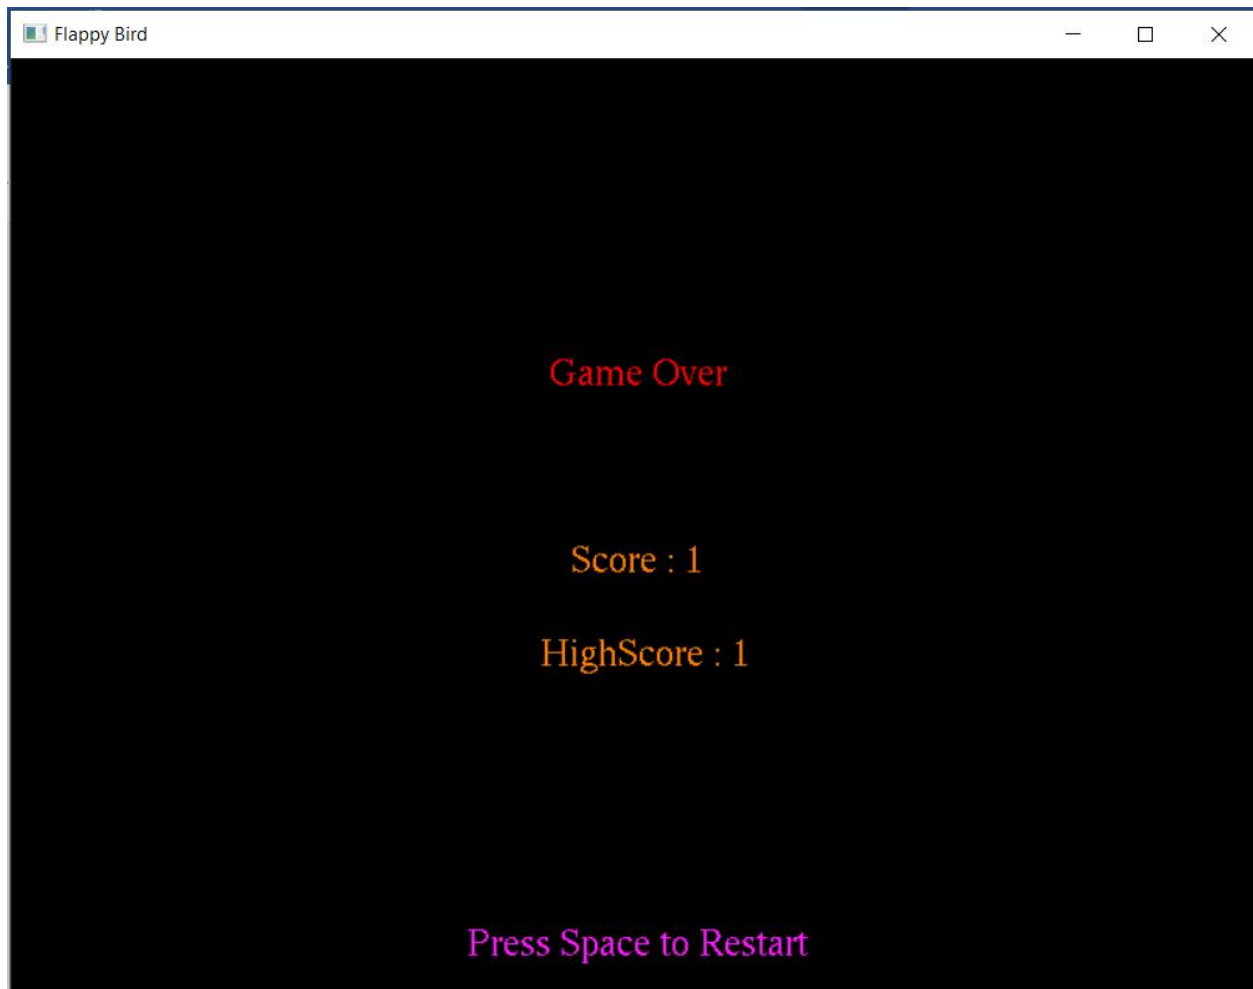 Flappy Bird
Game Over
Score : 1
HighScore : 1
Press Space to Restart